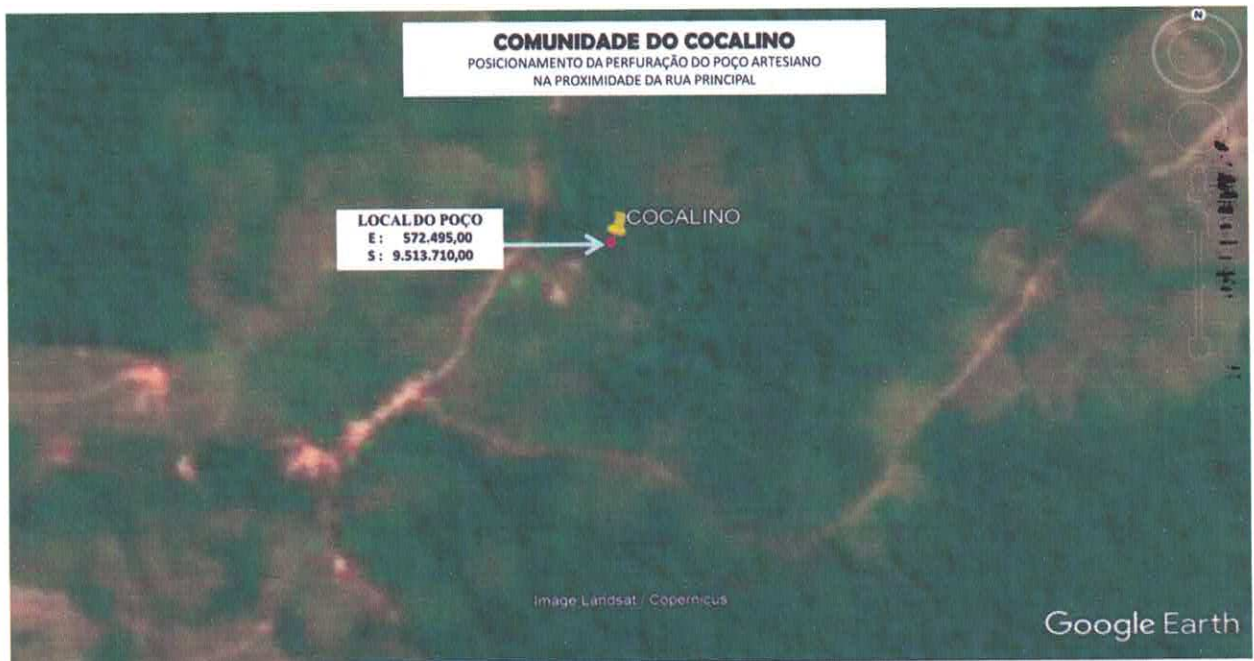 COMUNIDADE DO COCALINO
POSICIONAMENTO DA PERFURAÇÃO DO POÇO ARTESIANO
NA PROXIMIDADE DA RUA PRINCIPAL
N
COCALINO
LOCAL DO POÇO
E : 572.495,00
S : 9.513.710,00
Image Landsat / Copernicus
Google Earth